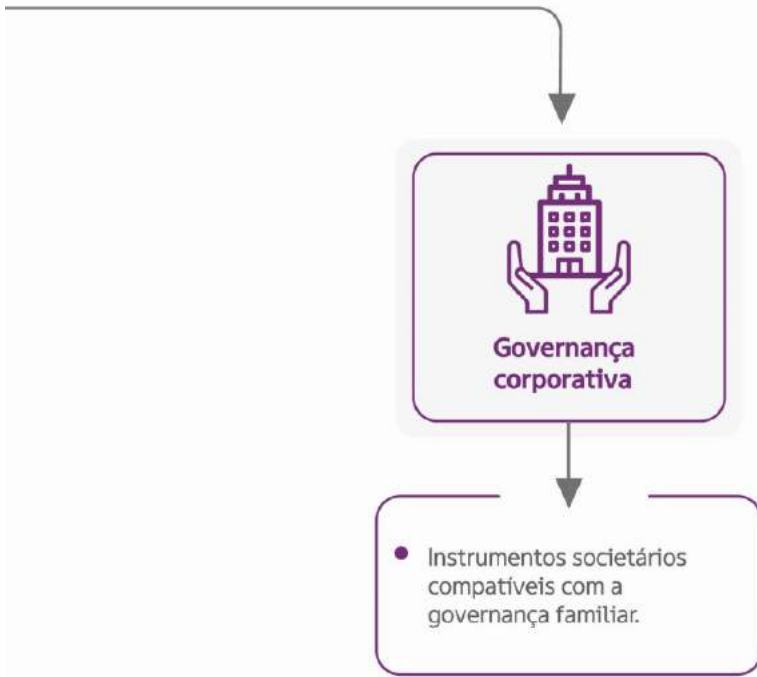 Governança
corporativa
Instrumentos societários
compatíveis com a
governança familiar.